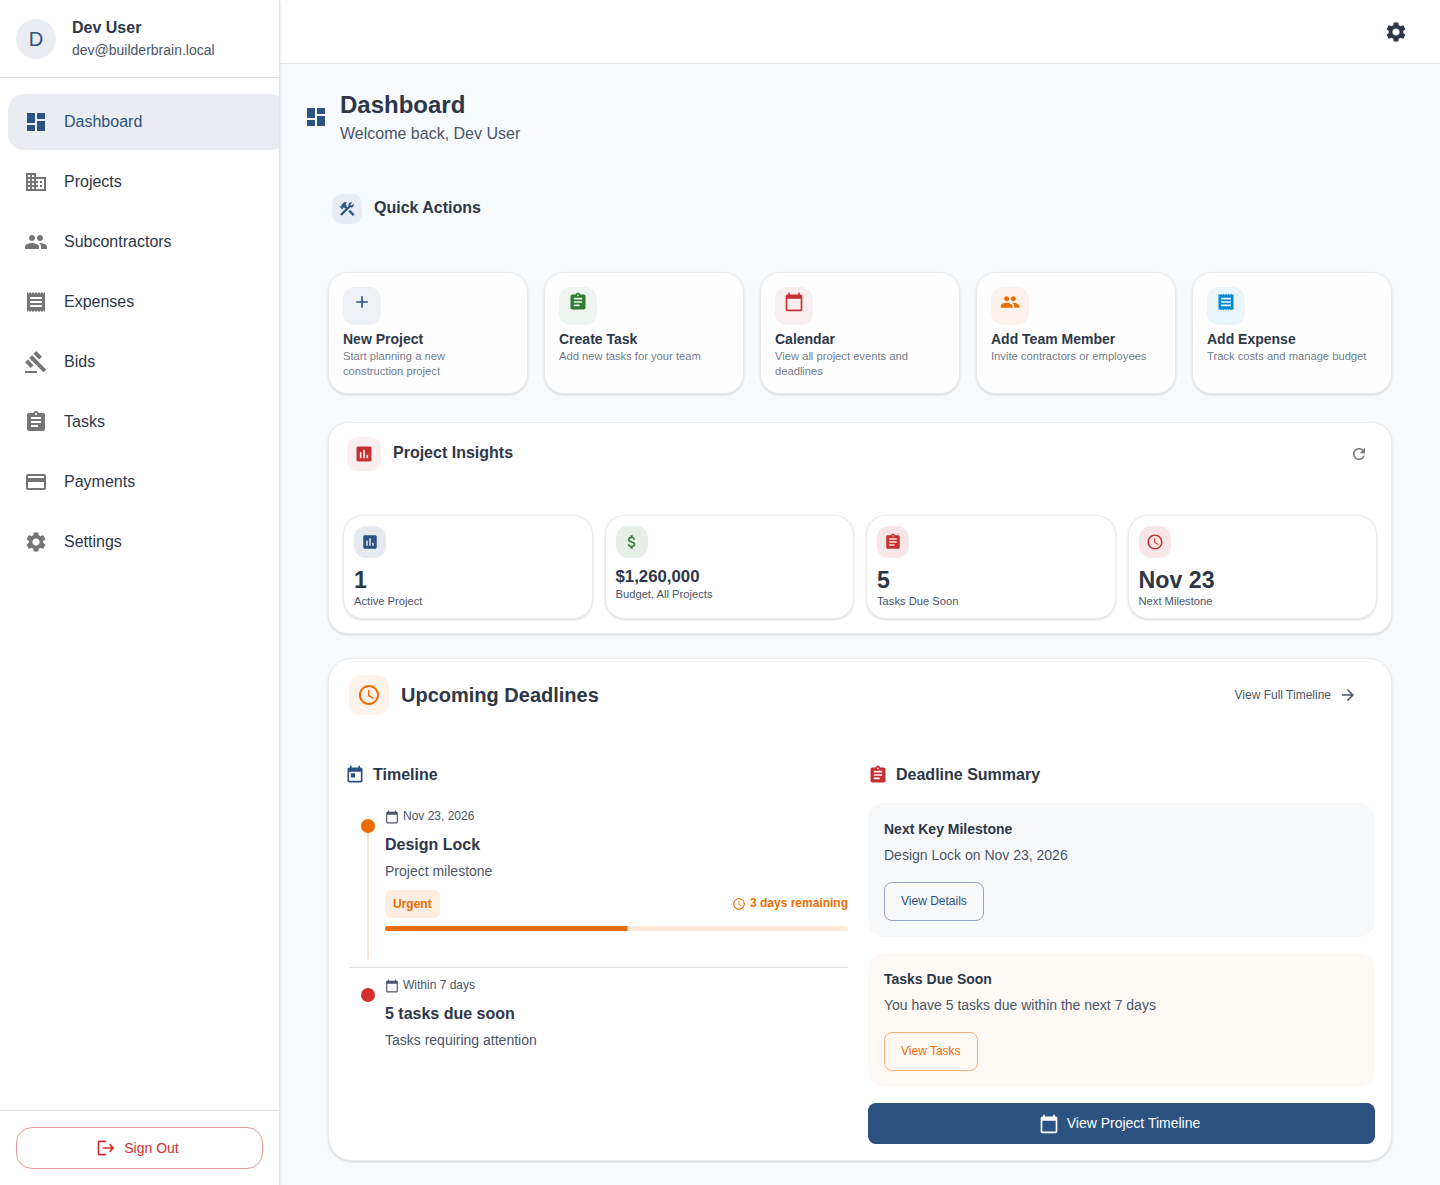 D
Dev User
dev@builderbrain.local
Dashboard
Projects
Subcontractors
Expenses
Bids
Tasks
Payments
Settings
Sign Out
Dashboard
Welcome back, Dev User
Quick Actions
New Project
Start planning a new
construction project
Create Task
Add new tasks for your team
Calendar
View all project events and
deadlines
Add Team Member
Invite contractors or employees
Add Expense
Track costs and manage budget
Project Insights
1
Active Project
$1,260,000
Budget, All Projects
5
Tasks Due Soon
Nov 23
Next Milestone
Upcoming Deadlines
View Full Timeline
Timeline
Nov 23, 2026
Design Lock
Project milestone
Urgent
3 days remaining
Within 7 days
5 tasks due soon
Tasks requiring attention
Deadline Summary
Next Key Milestone
Design Lock on Nov 23, 2026
View Details
Tasks Due Soon
You have 5 tasks due within the next 7 days
View Tasks
View Project Timeline